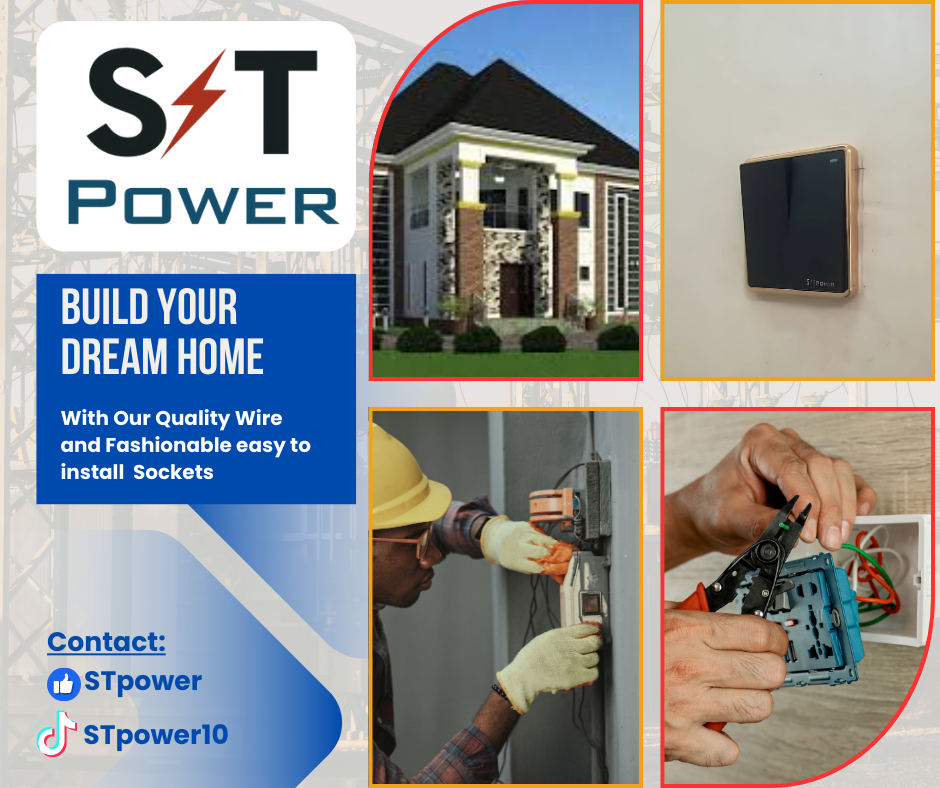 S T
POWER
BUILD YOUR
DREAM HOME
With Our Quality Wire
and Fashionable easy to
install Sockets
Contact:
STpower
STpower10